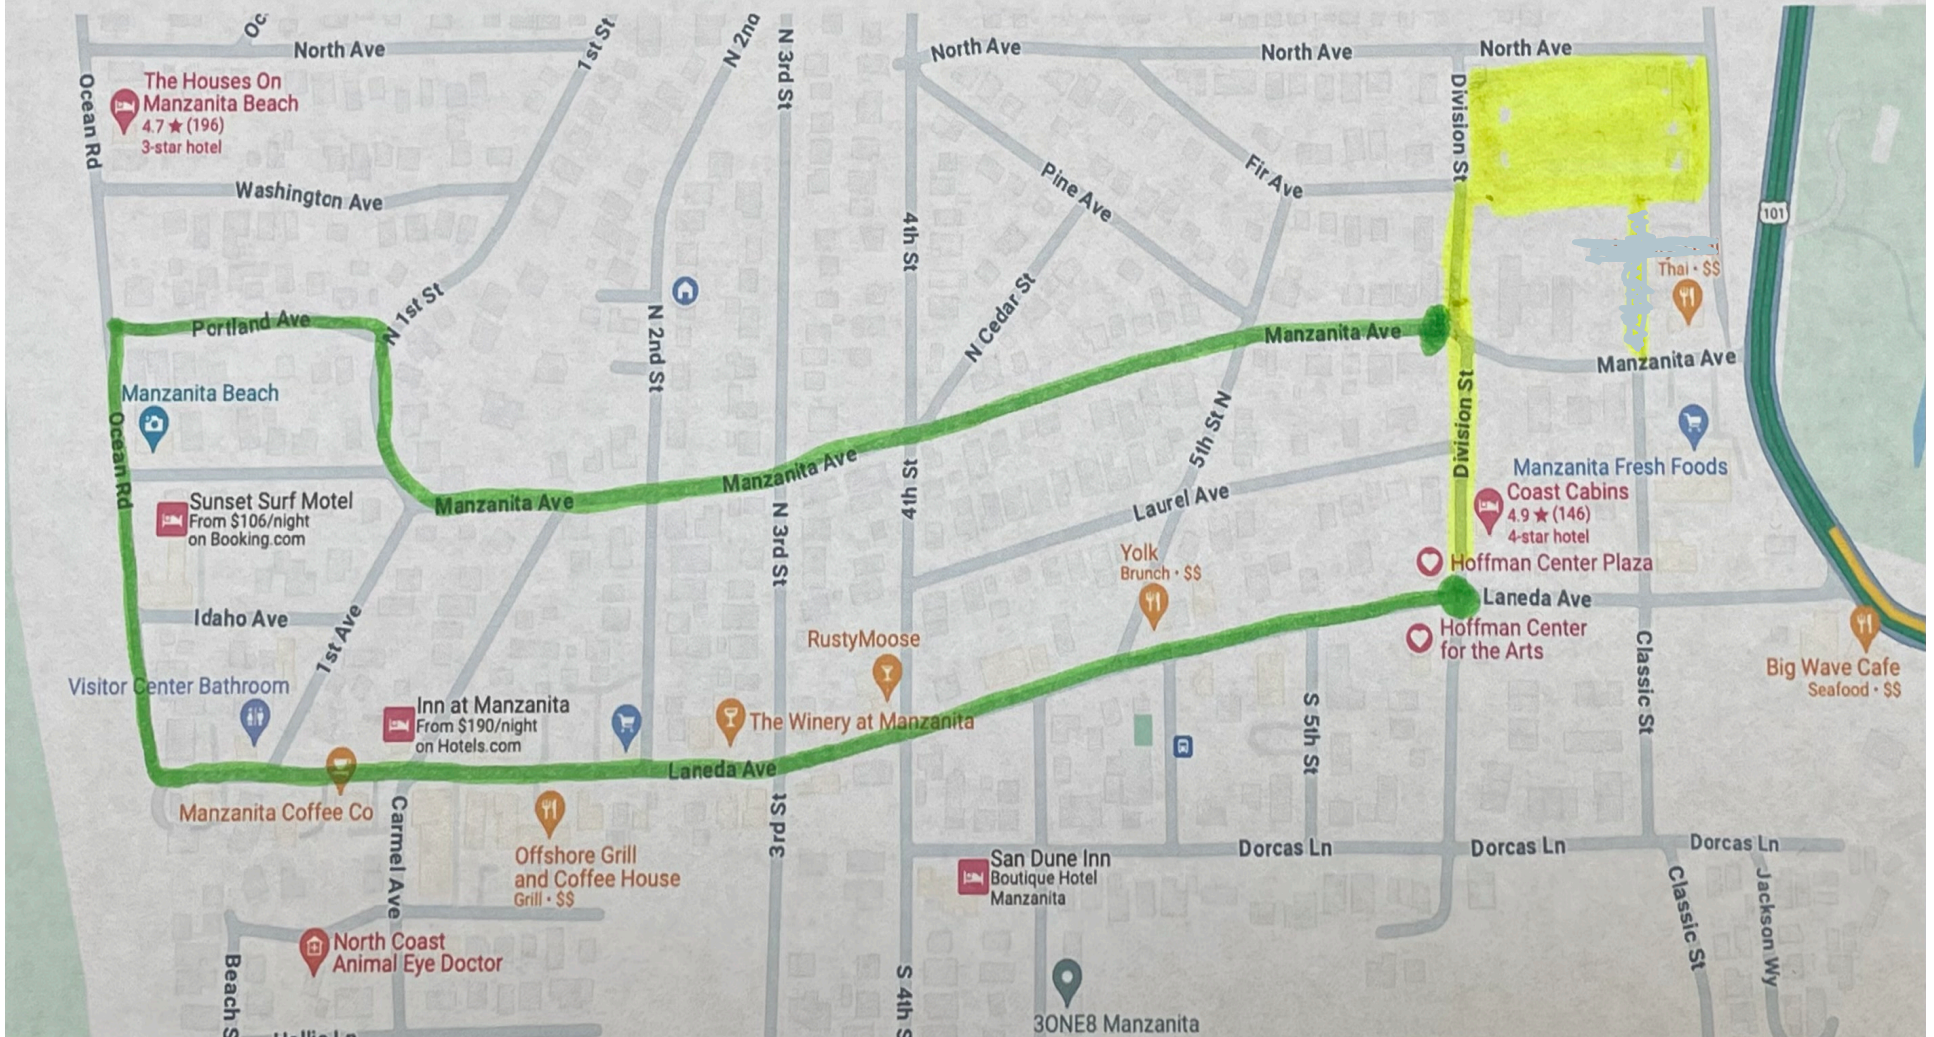 Oc
North Ave
1st St
N 2nd
N 3rd St
North Ave
North Ave
North Ave
Ocean Rd
The Houses On
Manzanita Beach
4.7 ★ (196)
3-star hotel
Division St
Washington Ave
Pine Ave
Fir Ave
101
4th St
Thai · $$
N 1st St
Portland Ave
N 2nd St
N Cedar St
Manzanita Ave
Manzanita Ave
Manzanita Beach
Ocean Rd
5th St N
Division St
Manzanita Fresh Foods
Manzanita Ave
Manzanita Ave
4th St
N 3rd St
Laurel Ave
Sunset Surf Motel
From $106/night
on Booking.com
Coast Cabins
4.9 ★ (146)
4-star hotel
Yolk
Brunch · $$
Hoffman Center Plaza
Laneda Ave
Idaho Ave
1st Ave
RustyMoose
Hoffman Center
for the Arts
Classic St
Big Wave Cafe
Seafood · $$
Visitor Center Bathroom
Inn at Manzanita
From $190/night
on Hotels.com
The Winery at Manzanita
S 5th St
Laneda Ave
Manzanita Coffee Co
Carmel Ave
3rd St
Offshore Grill
and Coffee House
Grill · $$
San Dune Inn
Boutique Hotel
Manzanita
Dorcas Ln
Dorcas Ln
Dorcas Ln
Classic St
Jackson Wy
North Coast
Animal Eye Doctor
Beach S
S 4th S
3ONE8 Manzanita